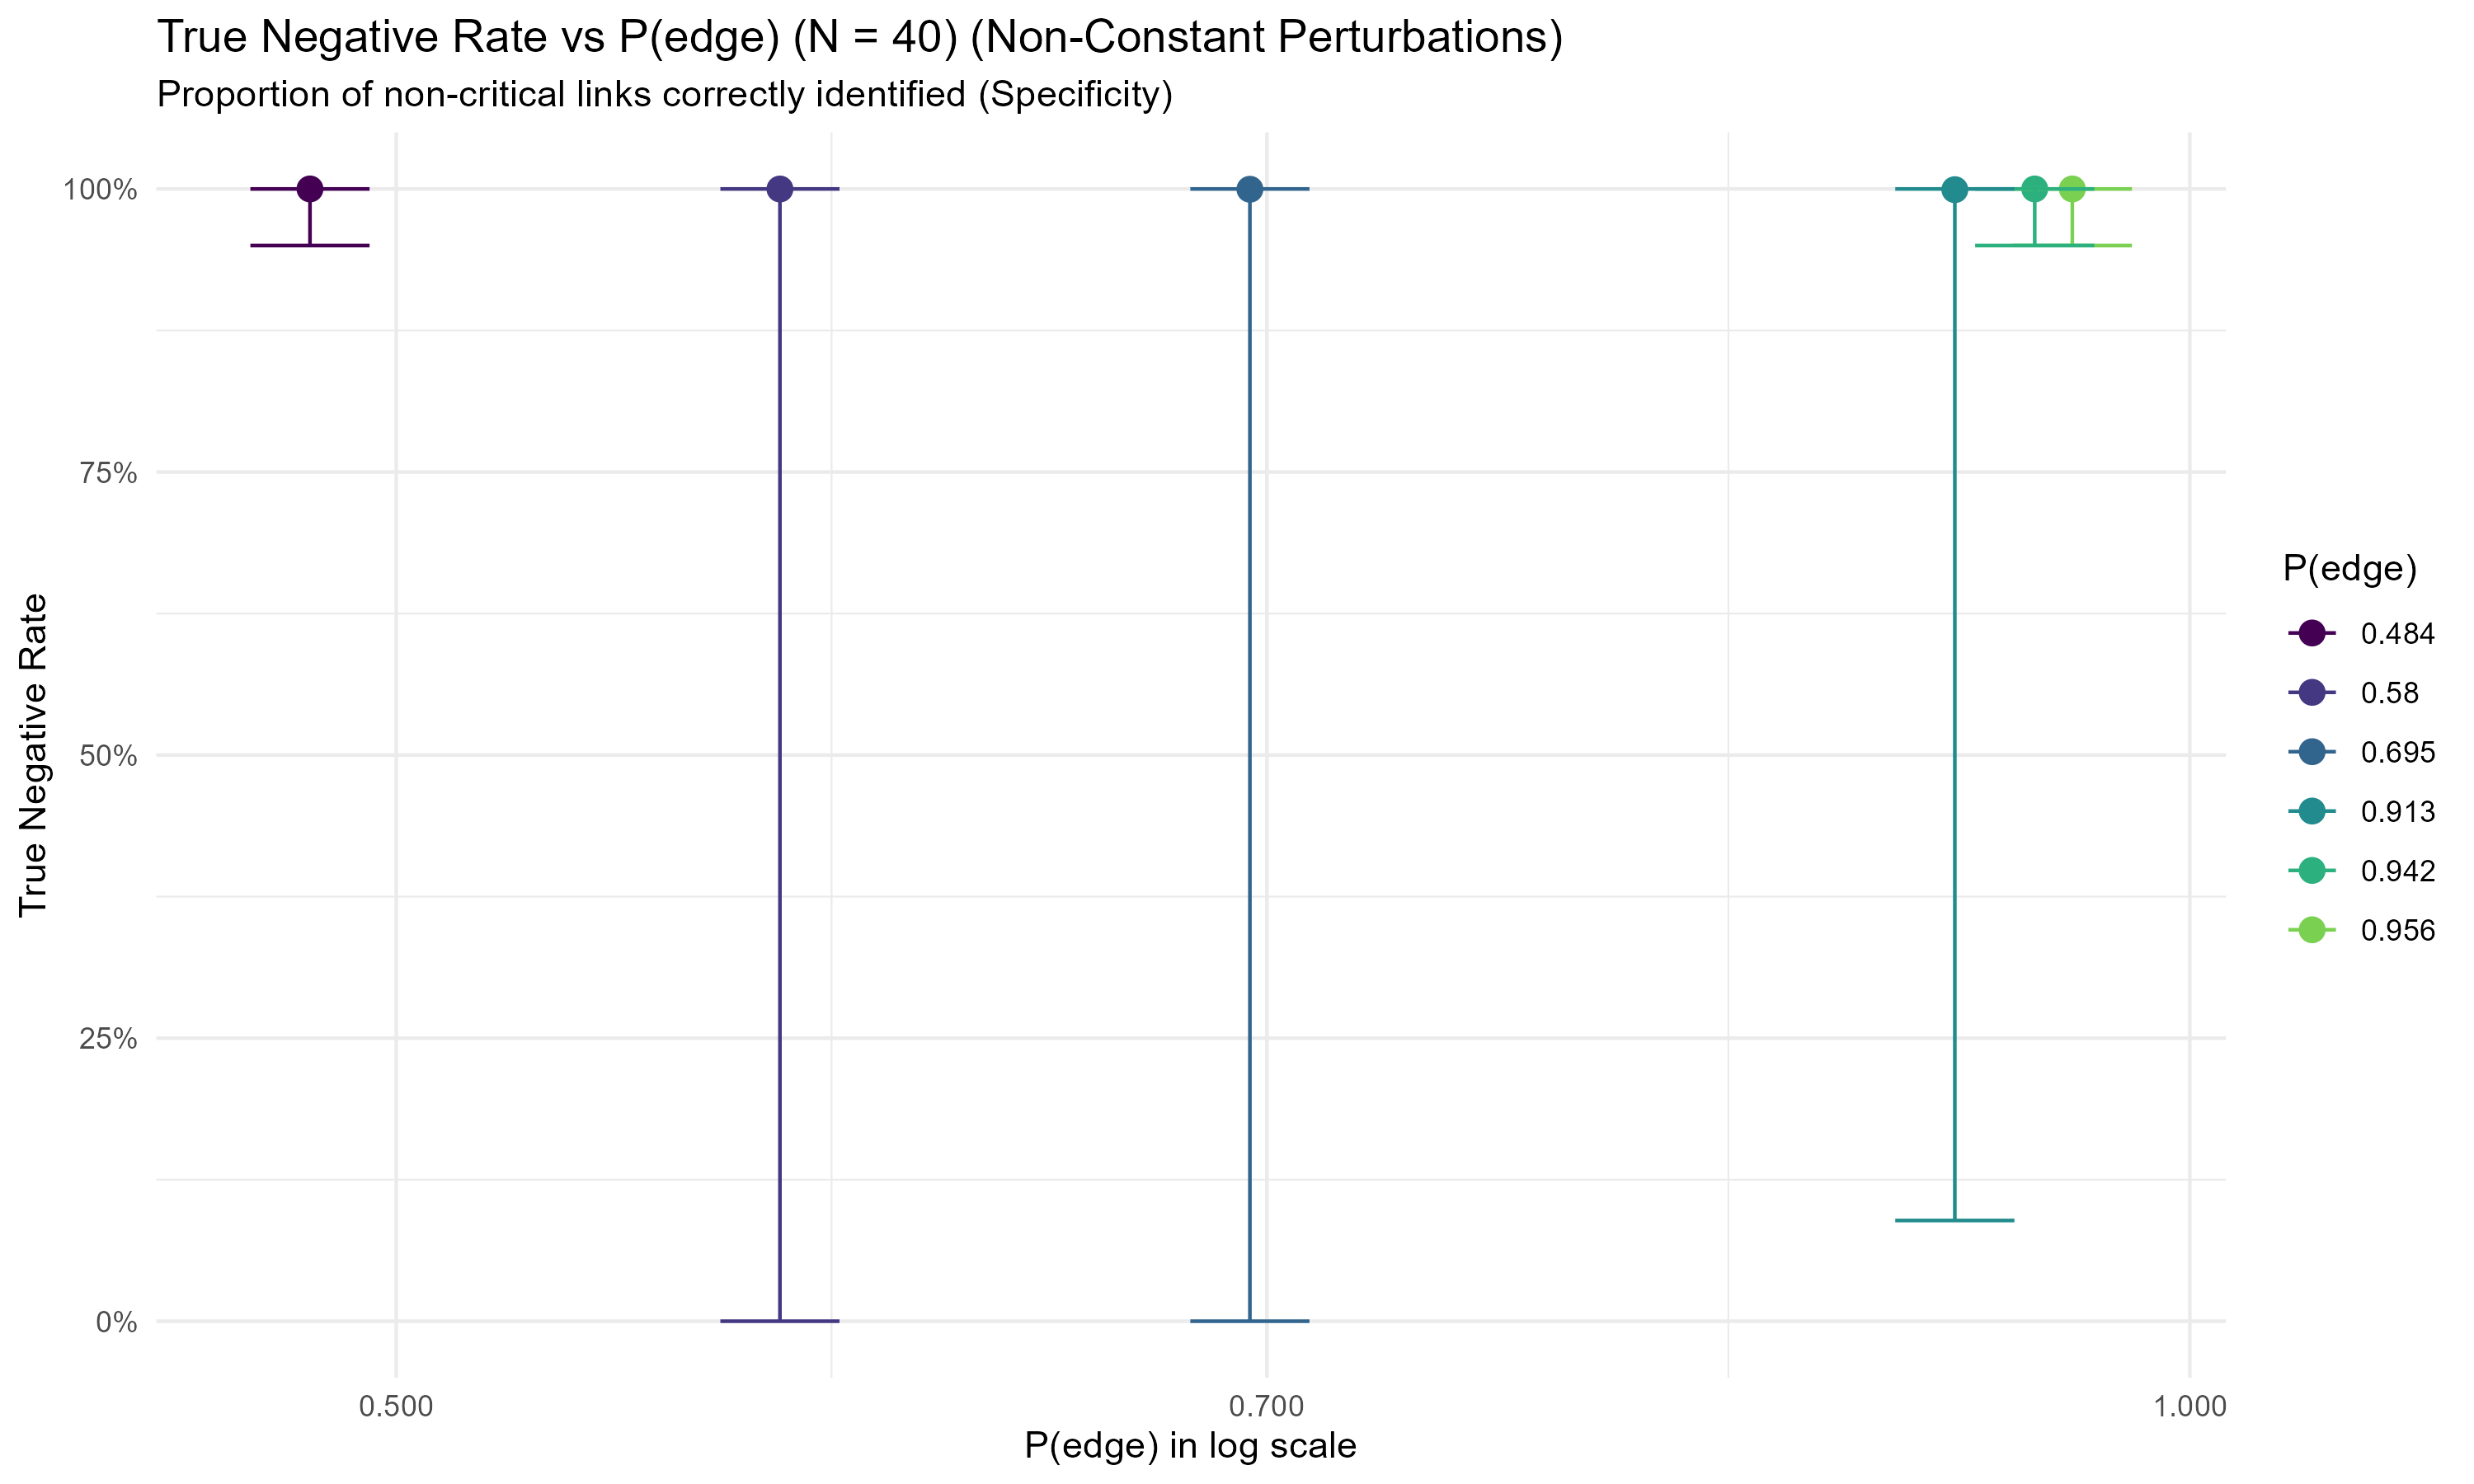 True Negative Rate vs P(edge) (N = 40) (Non-Constant Perturbations)
Proportion of non-critical links correctly identified (Specificity)
True Negative Rate
100%
75%
50%
25%
0%
0.500
0.700
1.000
P(edge) in log scale
P(edge)
0.484
0.58
0.695
0.913
0.942
0.956